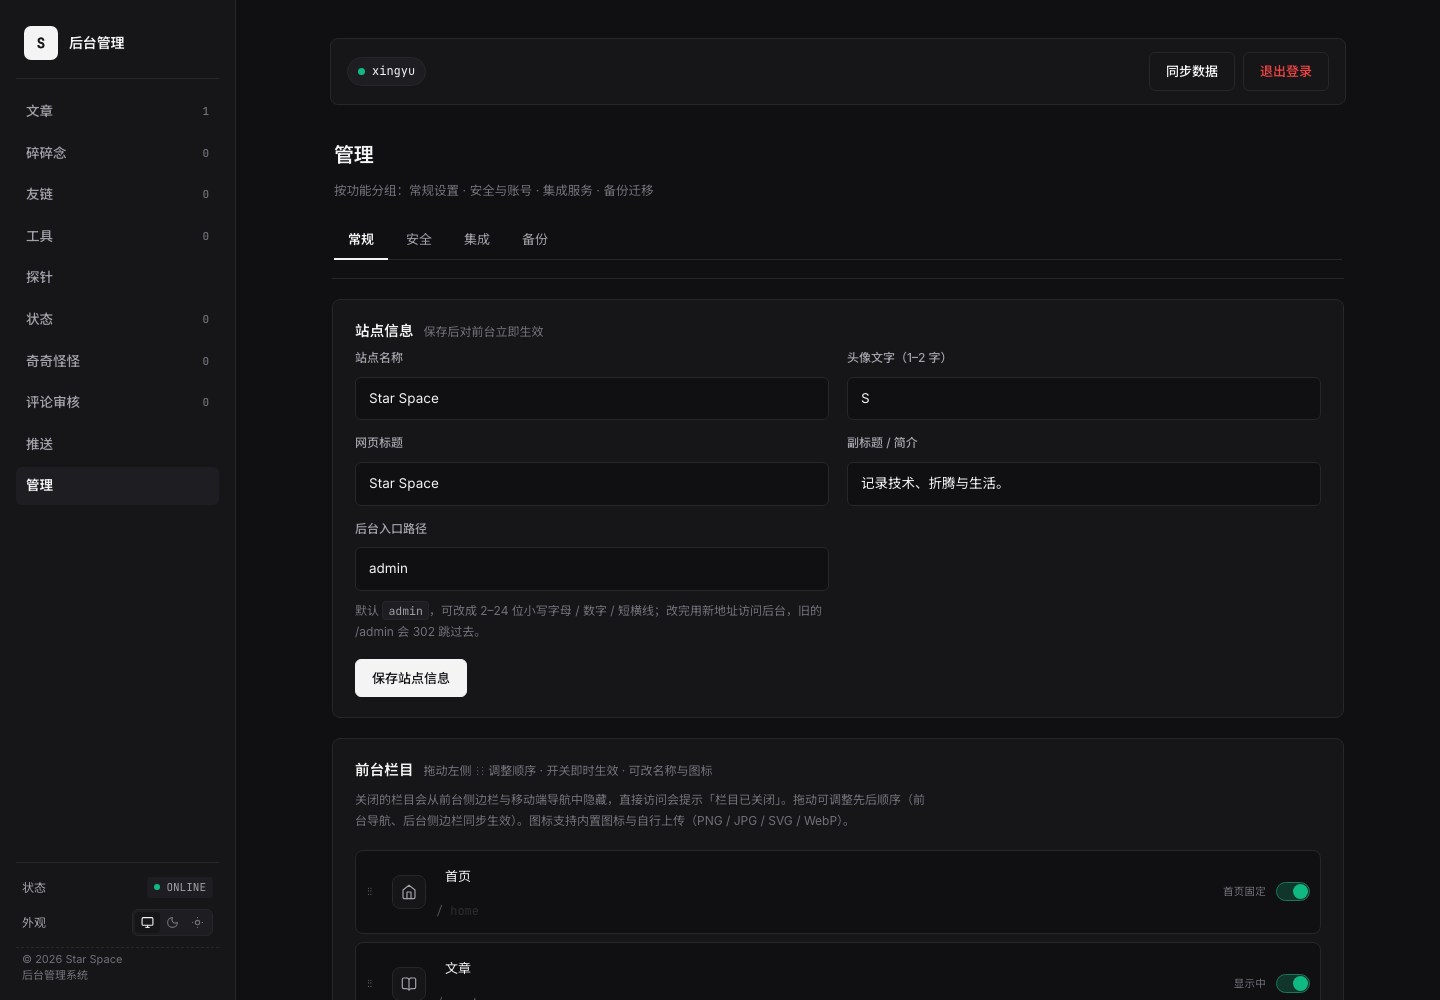 S 后台管理
文章 1
碎碎念 0
友链 0
工具 0
探针
状态 0
奇奇怪怪 0
评论审核 0
推送
管理
状态 ONLINE
外观
© 2026 Star Space
后台管理系统
xingyu 同步数据 退出登录
管理
按功能分组：常规设置 · 安全与账号 · 集成服务 · 备份迁移
常规 安全 集成 备份
站点信息 保存后对前台立即生效
站点名称 头像文字（1–2 字）
Star Space S
网页标题 副标题 / 简介
Star Space 记录技术、折腾与生活。
后台入口路径
admin
默认 admin，可改成 2–24 位小写字母 / 数字 / 短横线；改完用新地址访问后台，旧的
/admin 会 302 跳过去。
保存站点信息
前台栏目 拖动左侧 ⁝⁝ 调整顺序 · 开关即时生效 · 可改名称与图标
关闭的栏目会从前台侧边栏与移动端导航中隐藏，直接访问会提示「栏目已关闭」。拖动可调整先后顺序（前
台导航、后台侧边栏同步生效）。图标支持内置图标与自行上传（PNG / JPG / SVG / WebP）。
首页 首页固定
/ home
文章 显示中